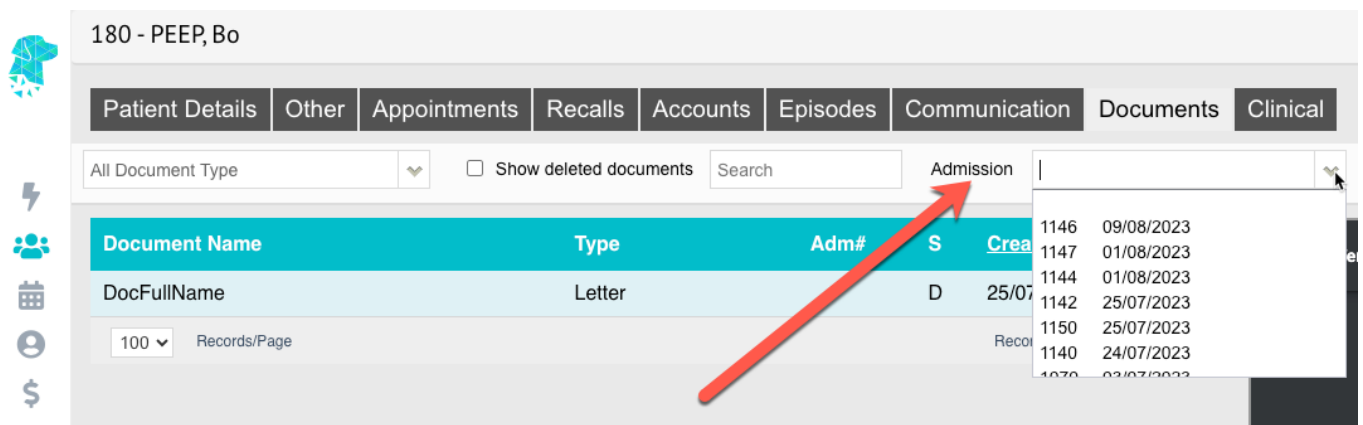 180 - PEEP, Bo
Patient Details Other Appointments Recalls Accounts Episodes Communication Documents Clinical
All Document Type Show deleted documents Search Admission
Document Name Type Adm# S Crea
DocFullName Letter D 25/07
100 Records/Page Recor
1146 09/08/2023
1147 01/08/2023
1144 01/08/2023
1142 25/07/2023
1150 25/07/2023
1140 24/07/2023